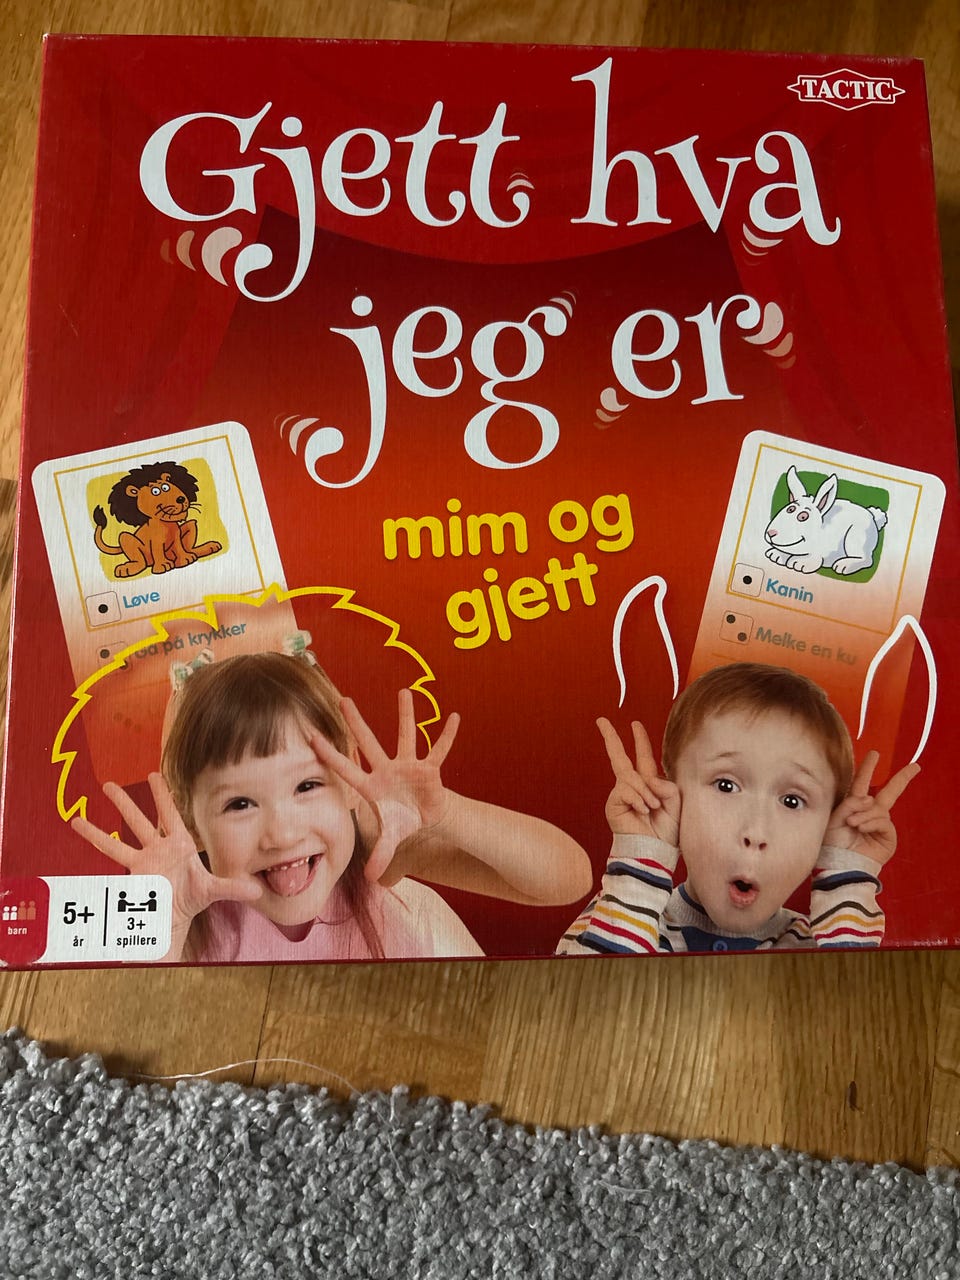 TACTIC
Gjett hva
jeg er
mim og
gjett
Løve
Gå på krykker
Kanin
Melke en ku
barn
5+
år
3+
spillere